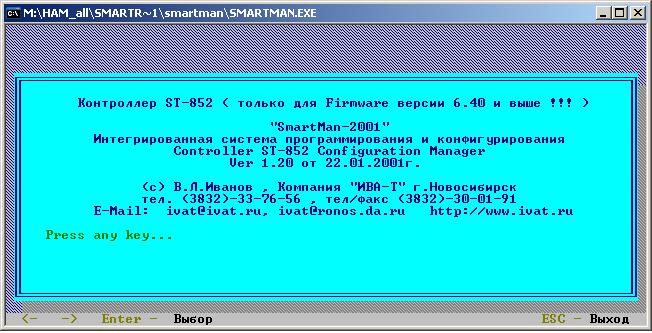 M:\HAM_all\SMARTR~1\smartman\SMARTMAN.EXE
Контроллер ST-852 ( только для Firmware версии 6.40 и выше !!! )
"SmartMan-2001"
Интегрированная система программирования и конфигурирования
Controller ST-852 Configuration Manager
Ver 1.20 от 22.01.2001г.
(c) В.Л.Иванов , Компания "ИВА-Т" г.Новосибирск
тел. (3832)-33-76-56 , тел/факс (3832)-30-01-91
E-Mail: ivat@ivat.ru, ivat@ronos.da.ru http://www.ivat.ru
Press any key...
<- -> Enter - Выбор ESC - Выход